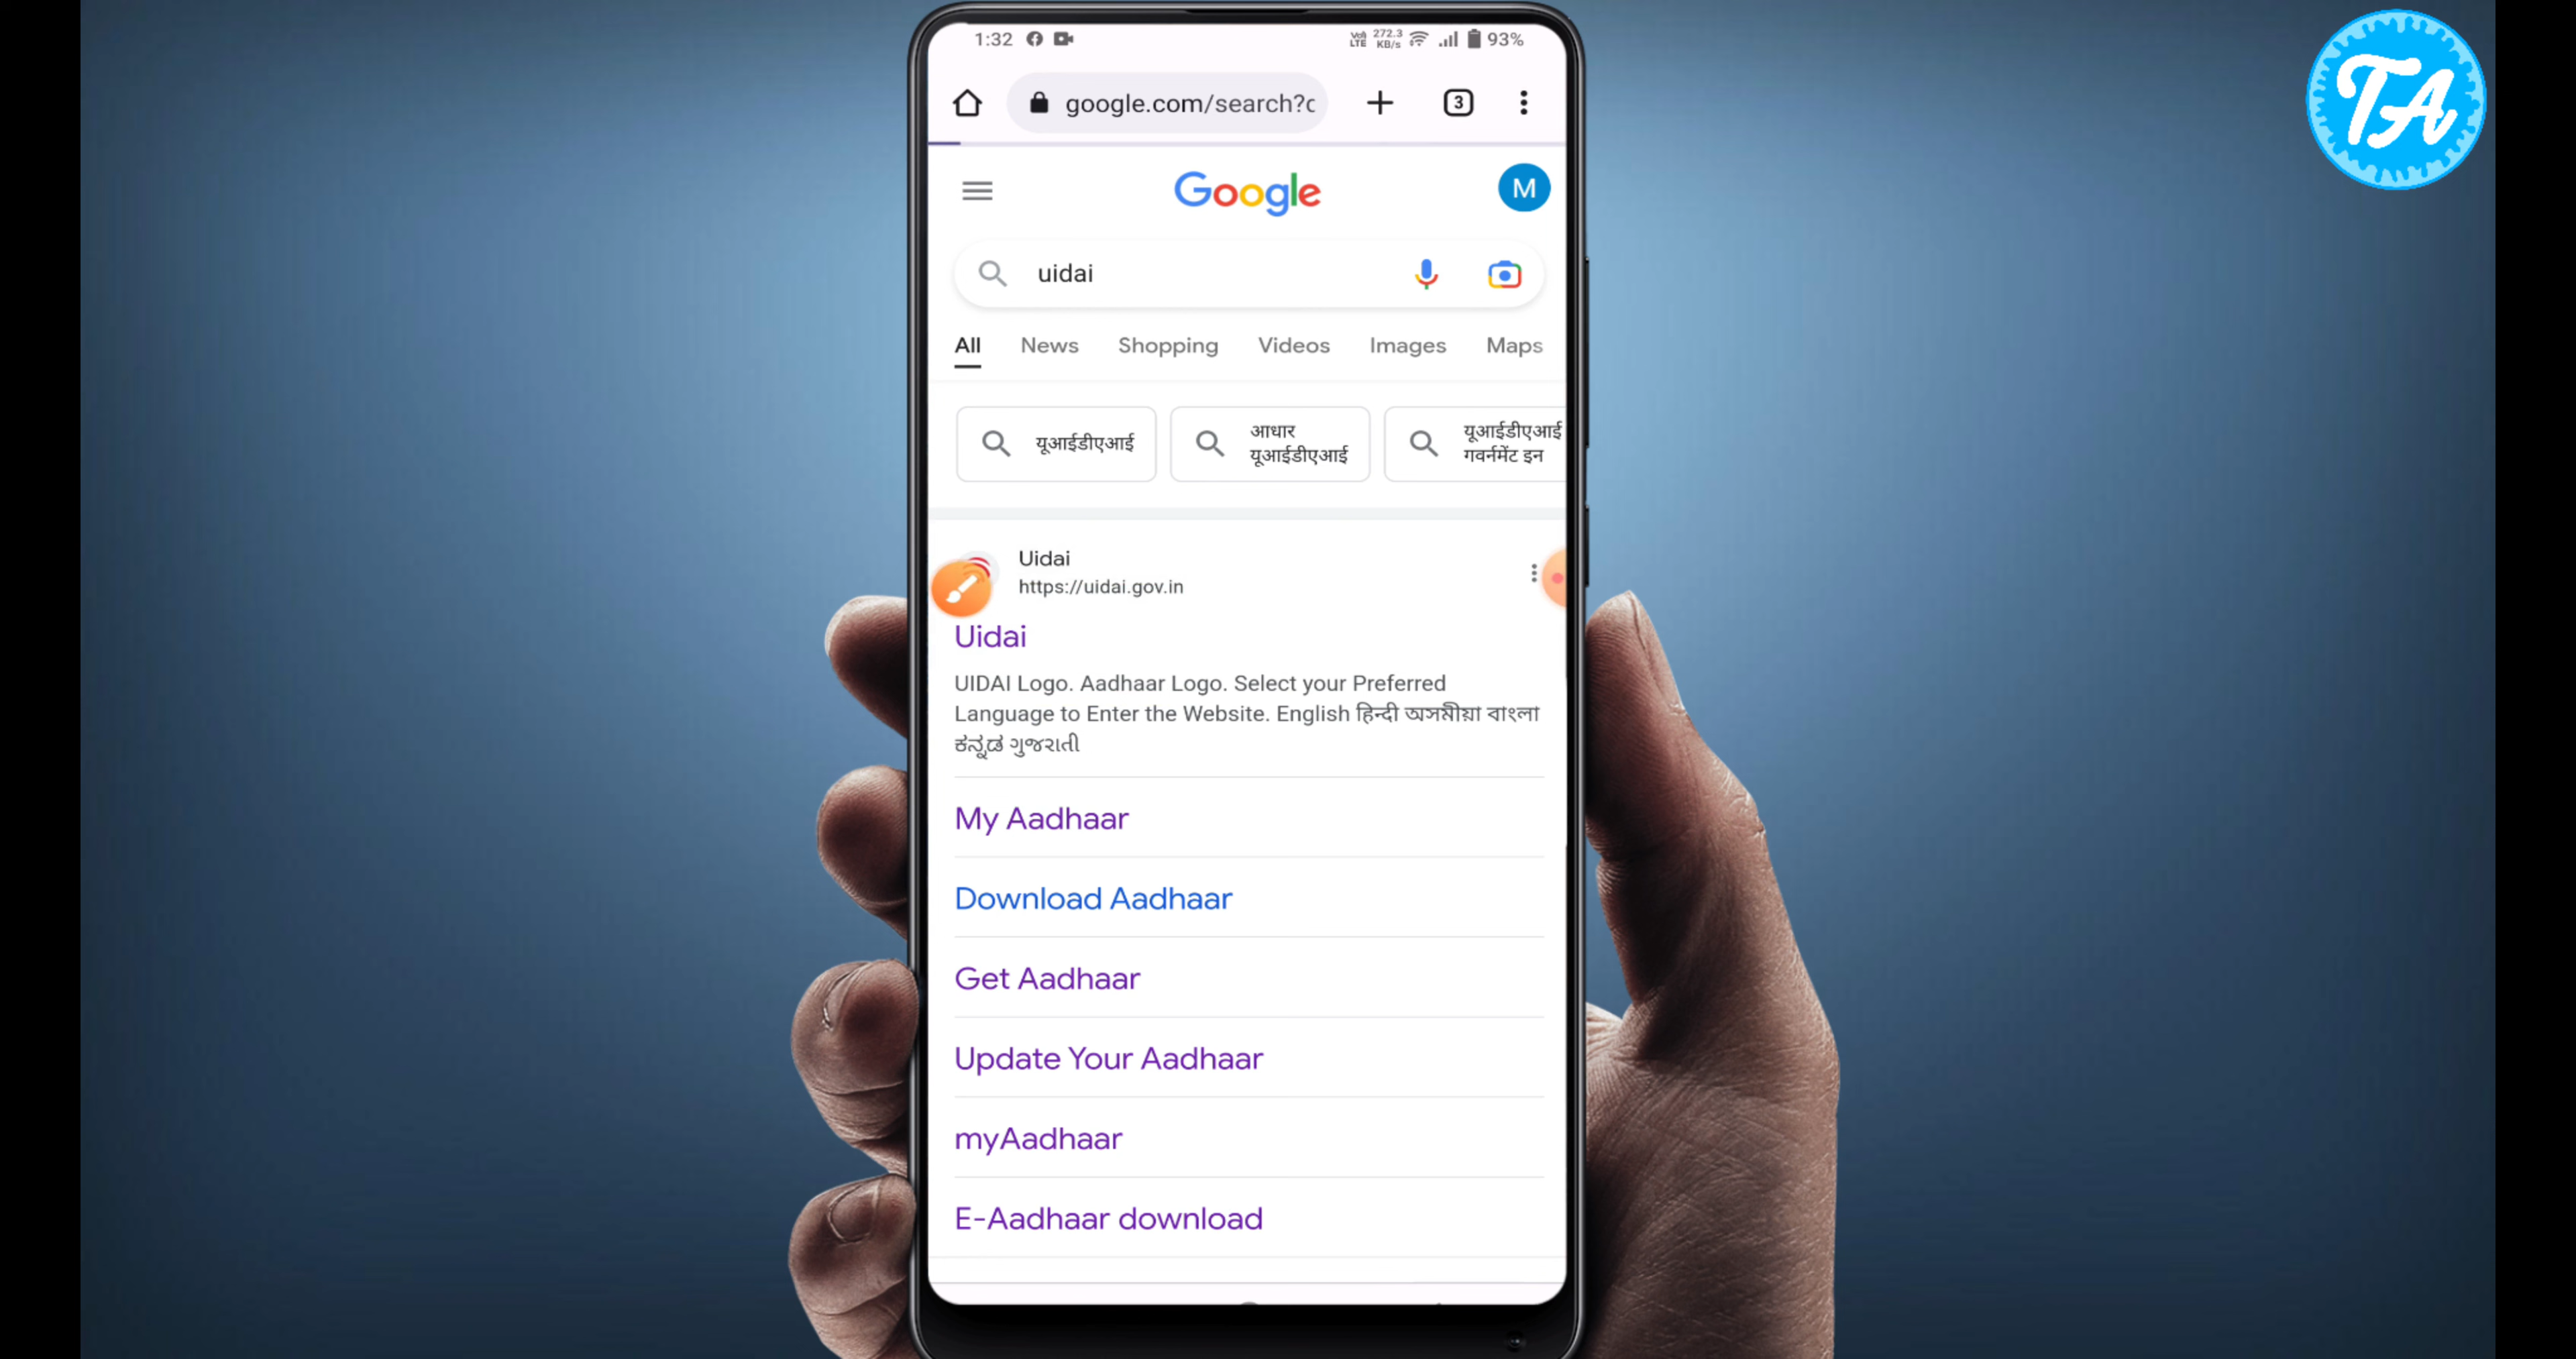 TA
1:32
Vo) LTE 272.3 KB/s 93%
google.com/search?c
3
Google
M
uidai
All News Shopping Videos Images Maps
यूआईडीएआई
आधार
यूआईडीएआई
यूआईडीएआई
गवर्नमेंट इन
Uidai
https://uidai.gov.in
Uidai
UIDAI Logo. Aadhaar Logo. Select your Preferred
Language to Enter the Website. English हिन्दी অসমীয়া বাংলা
ಕನ್ನಡ ગુજરાતી
My Aadhaar
Download Aadhaar
Get Aadhaar
Update Your Aadhaar
myAadhaar
E-Aadhaar download